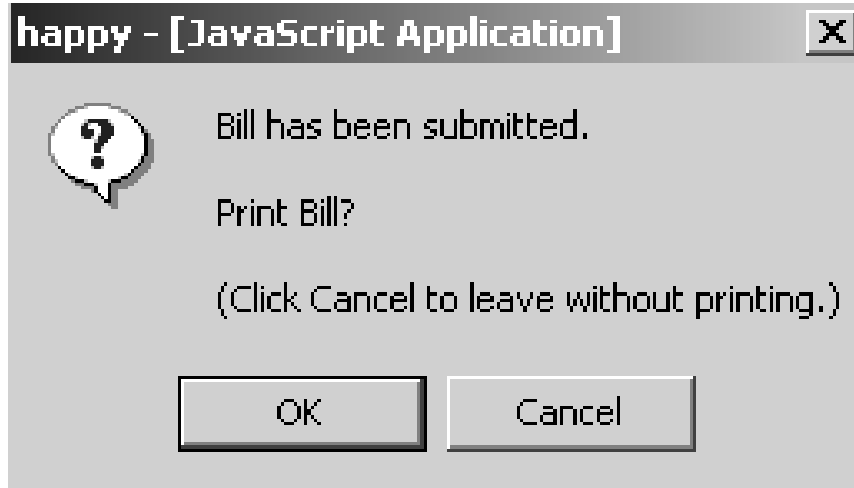 happy - [JavaScript Application]
Bill has been submitted.
Print Bill?
(Click Cancel to leave without printing.)
OK Cancel